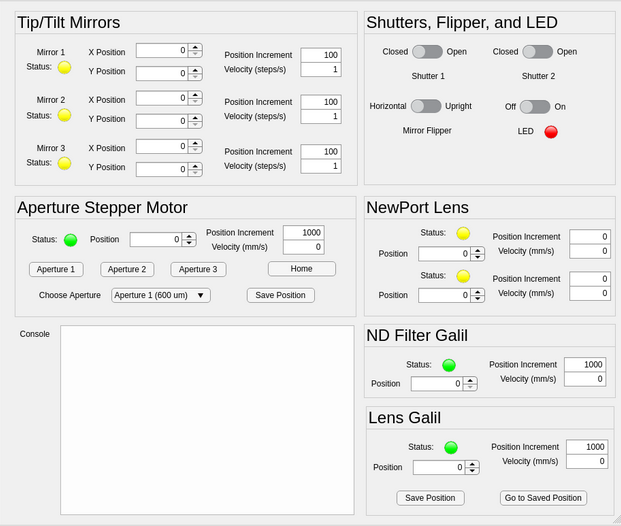 Tip/Tilt Mirrors
Mirror 1
Status:
X Position 0
Y Position 0
Position Increment 100
Velocity (steps/s) 1
Mirror 2
Status:
X Position 0
Y Position 0
Position Increment 100
Velocity (steps/s) 1
Mirror 3
Status:
X Position 0
Y Position 0
Position Increment 100
Velocity (steps/s) 1
Shutters, Flipper, and LED
Closed Open
Shutter 1
Closed Open
Shutter 2
Horizontal Upright
Mirror Flipper
Off On
LED
Aperture Stepper Motor
Status: Position 0
Position Increment 1000
Velocity (mm/s) 0
Aperture 1 Aperture 2 Aperture 3 Home
Choose Aperture Aperture 1 (600 um) Save Position
NewPort Lens
Status:
Position 0
Position Increment 0
Velocity (mm/s) 0
Status:
Position 0
Position Increment 0
Velocity (mm/s) 0
Console
ND Filter Galil
Status:
Position 0
Position Increment 1000
Velocity (mm/s) 0
Lens Galil
Status:
Position 0
Position Increment 1000
Velocity (mm/s) 0
Save Position Go to Saved Position